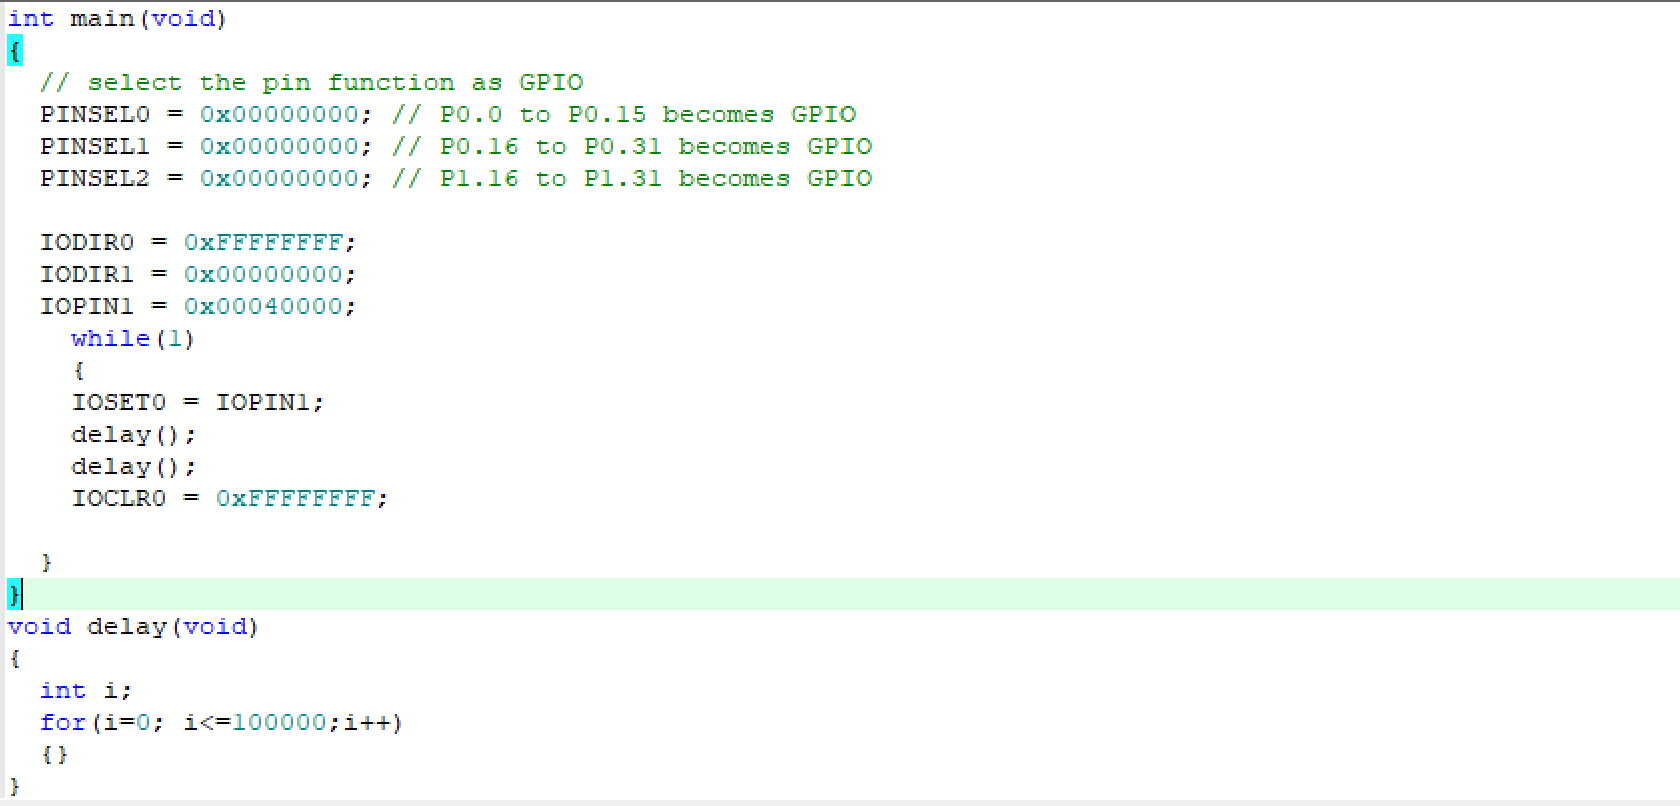 int main(void)
{
// select the pin function as GPIO
PINSEL0 = 0x00000000; // P0.0 to P0.15 becomes GPIO
PINSEL1 = 0x00000000; // P0.16 to P0.31 becomes GPIO
PINSEL2 = 0x00000000; // P1.16 to P1.31 becomes GPIO
IODIR0 = 0xFFFFFFFF;
IODIR1 = 0x00000000;
IOPIN1 = 0x00040000;
while(1)
{
IOSET0 = IOPIN1;
delay();
delay();
IOCLR0 = 0xFFFFFFFF;
}
}
void delay(void)
{
int i;
for(i=0; i<=100000;i++)
{}
}